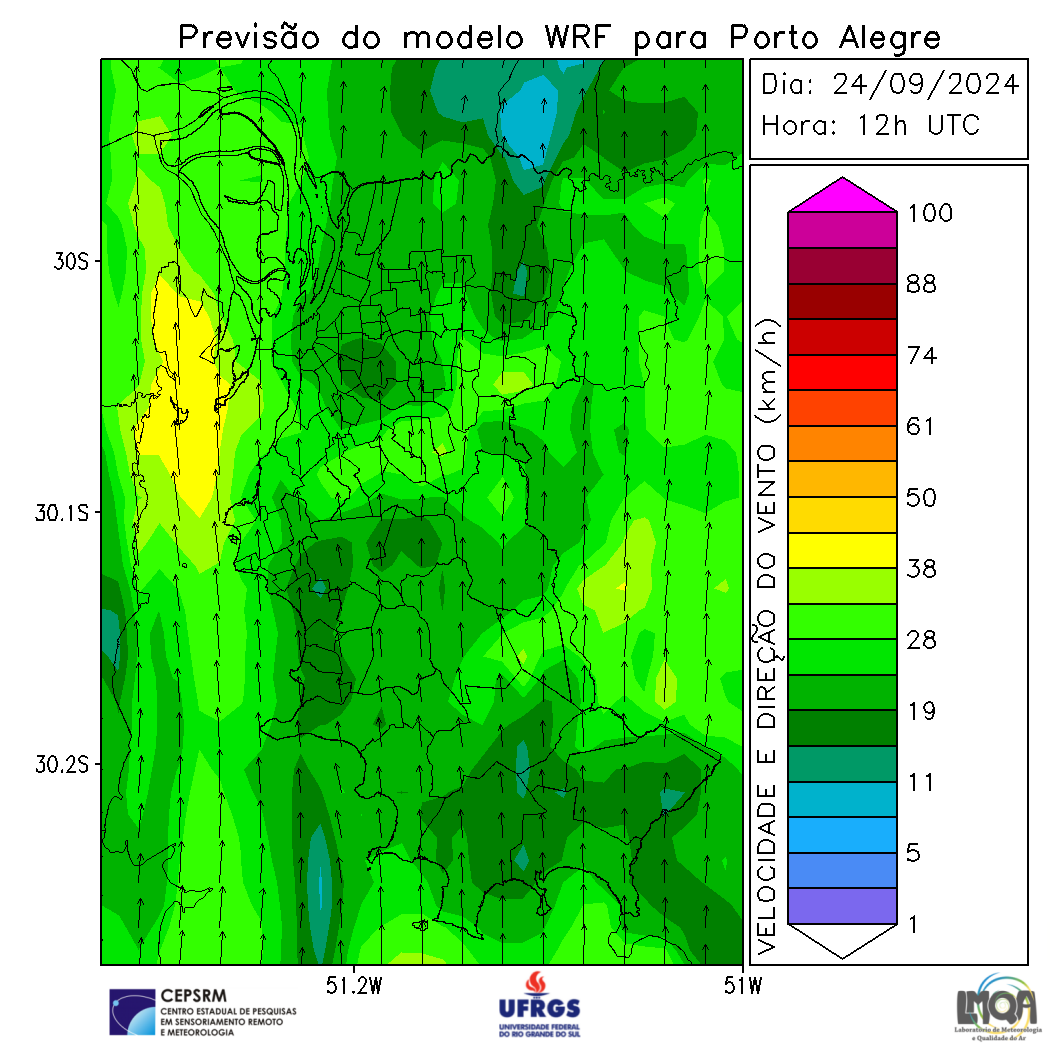 Previsão do modelo WRF para Porto Alegre
Dia: 24/09/2024
Hora: 12h UTC
30S
30.1S
30.2S
51.2W
51W
VELOCIDADE E DIREÇÃO DO VENTO (km/h)
100
88
74
61
50
38
28
19
11
5
1
CEPSRM
CENTRO ESTADUAL DE PESQUISAS
EM SENSORIAMENTO REMOTO
E METEOROLOGIA
UFRGS
UNIVERSIDADE FEDERAL
DO RIO GRANDE DO SUL
LMQA
Laboratório de Meteorologia
e Qualidade do Ar